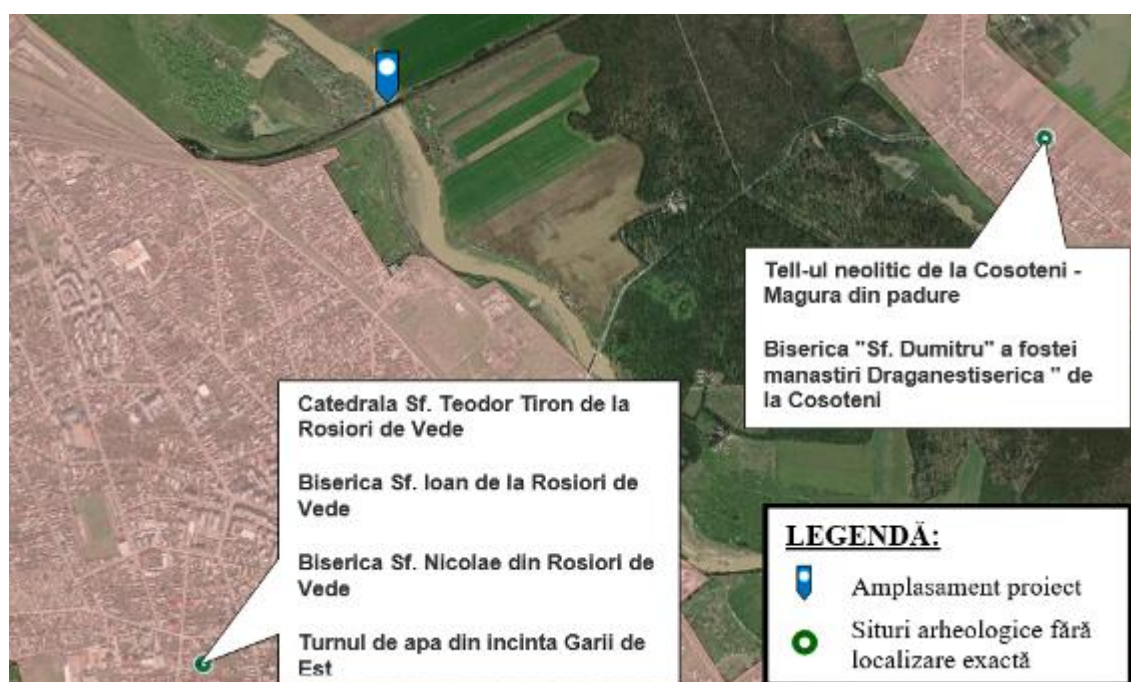 Tell-ul neolitic de la Cosoteni -
Magura din padure
Biserica "Sf. Dumitru" a fostei
manastiri Draganestiserica " de
la Cosoteni
Catedrala Sf. Teodor Tiron de la
Rosiori de Vede
Biserica Sf. Ioan de la Rosiori de
Vede
Biserica Sf. Nicolae din Rosiori de
Vede
Turnul de apa din incinta Garii de
Est
LEGENDĂ:
Amplasament proiect
Situri arheologice fără
localizare exactă